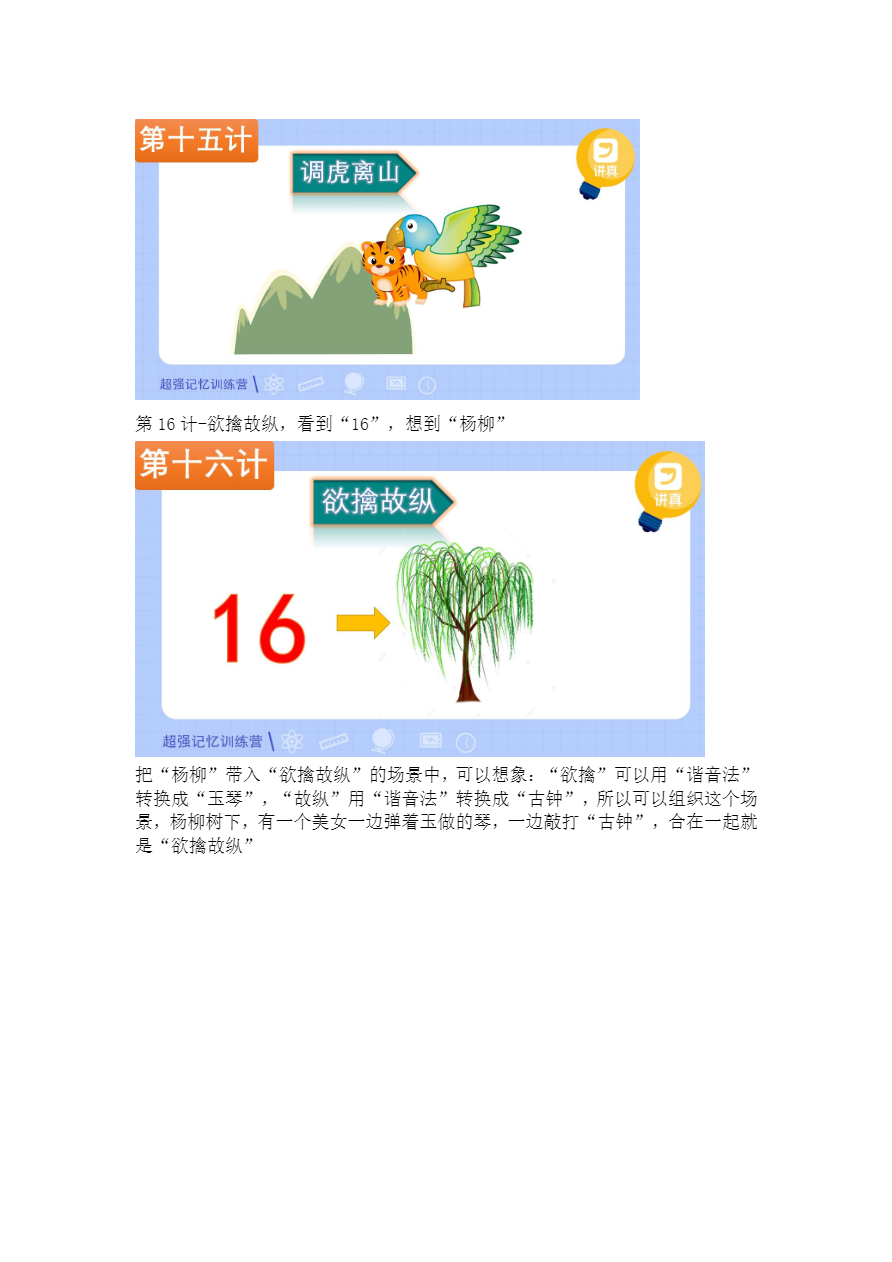 第十五计
调虎离山
讲真
超强记忆训练营
第 16 计-欲擒故纵，看到“16”，想到“杨柳”
第十六计
讲真
欲擒故纵
16
超强记忆训练营
把“杨柳”带入“欲擒故纵”的场景中，可以想象：“欲擒”可以用“谐音法”
转换成“玉琴”，“故纵”用“谐音法”转换成“古钟”，所以可以组织这个场
景，杨柳树下，有一个美女一边弹着玉做的琴，一边敲打“古钟”，合在一起就
是“欲擒故纵”